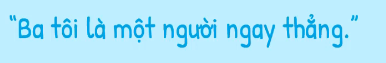 “Ba tôi là một người ngay thẳng.”